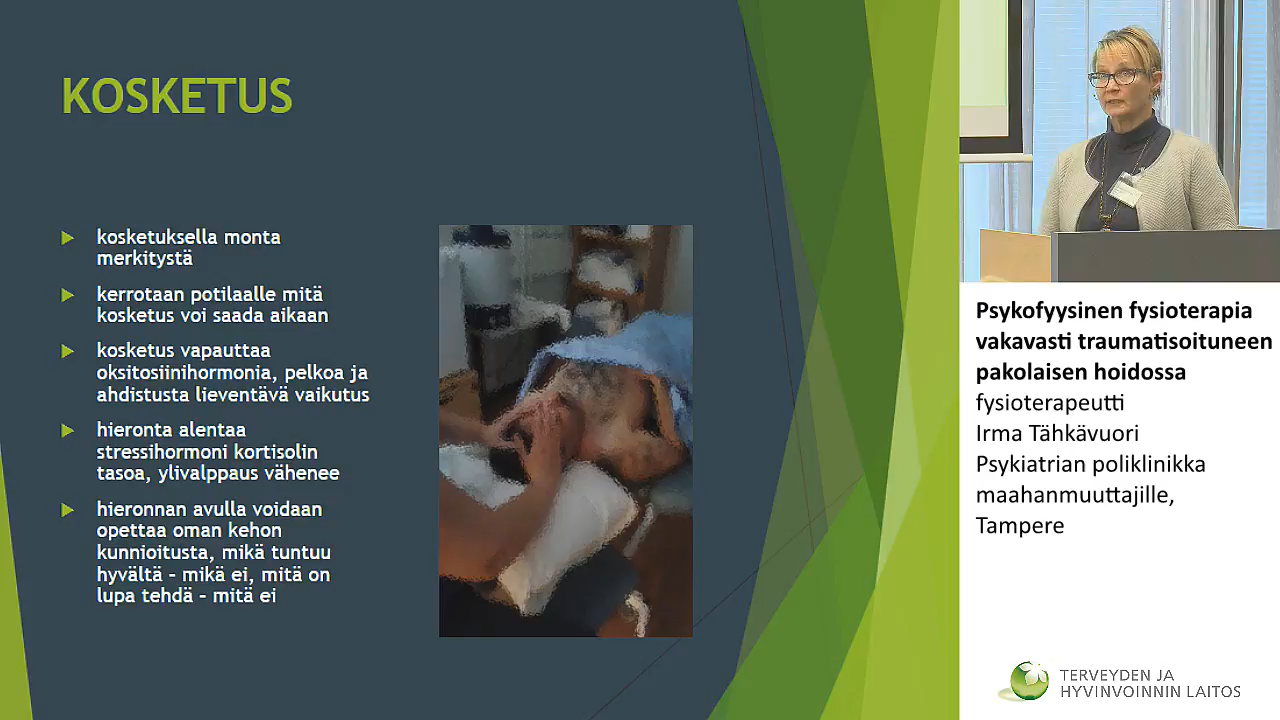 KOSKETUS
kosketuksella monta
merkitystä
kerrotaan potilaalle mitä
kosketus voi saada aikaan
kosketus vapauttaa
oksitosiinihormonia, pelkoa ja
ahdistusta lieventävä vaikutus
hieronta alentaa
stressihormoni kortisolin
tasoa, ylivalppaus vähenee
hieronnan avulla voidaan
opettaa oman kehon
kunnioitusta, mikä tuntuu
hyvältä – mikä ei, mitä on
lupa tehdä – mitä ei
Psykofyysinen fysioterapia
vakavasti traumatisoituneen
pakolaisen hoidossa
fysioterapeutti
Irma Tähkävuori
Psykiatrian poliklinikka
maahanmuuttajille,
Tampere
TERVEYDEN JA
HYVINVOINNIN LAITOS